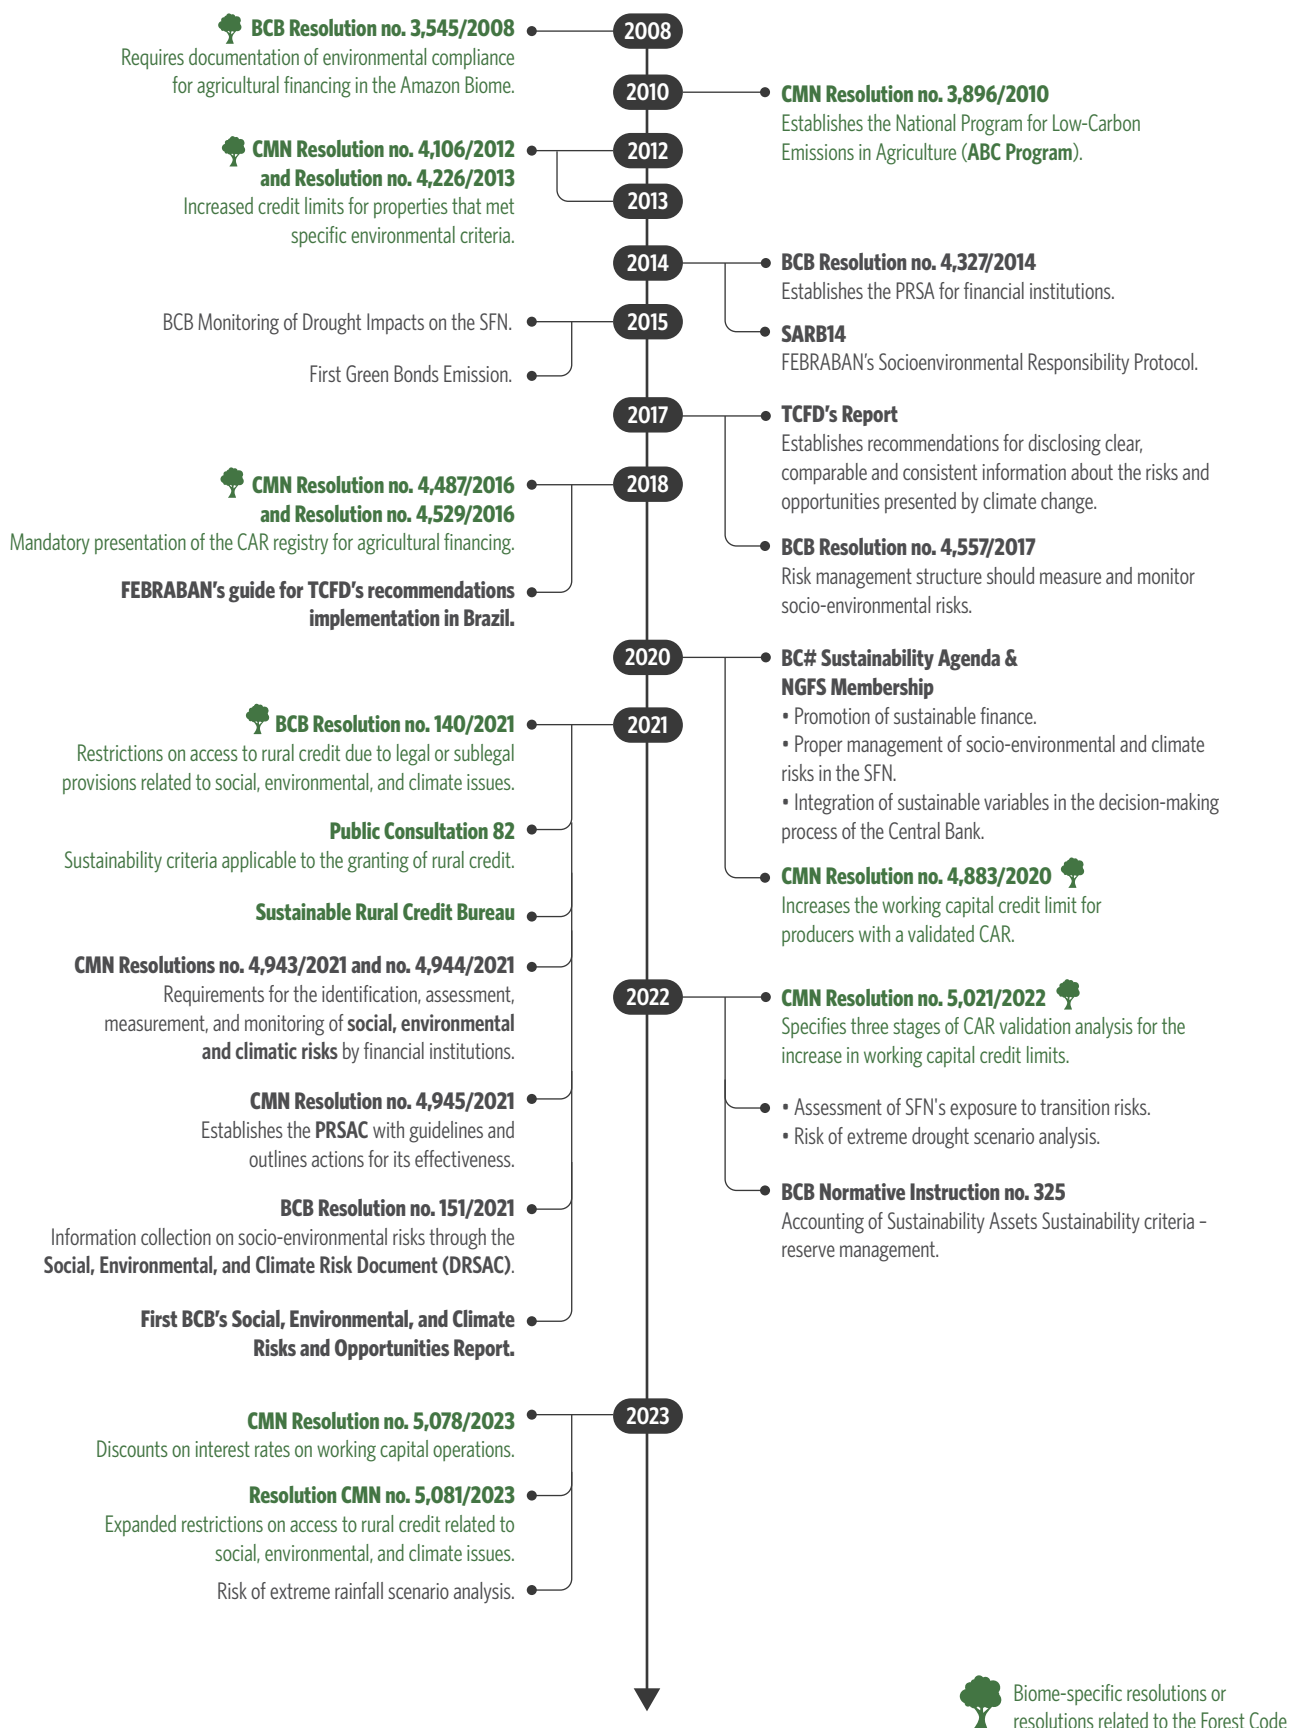 2008
BCB Resolution no. 3,545/2008
Requires documentation of environmental compliance
for agricultural financing in the Amazon Biome.
2010
CMN Resolution no. 3,896/2010
Establishes the National Program for Low-Carbon
Emissions in Agriculture (ABC Program).
2012
2013
CMN Resolution no. 4,106/2012
and Resolution no. 4,226/2013
Increased credit limits for properties that met
specific environmental criteria.
2014
BCB Resolution no. 4,327/2014
Establishes the PRSA for financial institutions.
SARB14
FEBRABAN's Socioenvironmental Responsibility Protocol.
2015
BCB Monitoring of Drought Impacts on the SFN.
First Green Bonds Emission.
2017
TCFD's Report
Establishes recommendations for disclosing clear,
comparable and consistent information about the risks and
opportunities presented by climate change.
BCB Resolution no. 4,557/2017
Risk management structure should measure and monitor
socio-environmental risks.
2018
CMN Resolution no. 4,487/2016
and Resolution no. 4,529/2016
Mandatory presentation of the CAR registry for agricultural financing.
FEBRABAN's guide for TCFD's recommendations
implementation in Brazil.
2020
BC# Sustainability Agenda &
NGFS Membership
• Promotion of sustainable finance.
• Proper management of socio-environmental and climate
risks in the SFN.
• Integration of sustainable variables in the decision-making
process of the Central Bank.
CMN Resolution no. 4,883/2020
Increases the working capital credit limit for
producers with a validated CAR.
2021
BCB Resolution no. 140/2021
Restrictions on access to rural credit due to legal or sublegal
provisions related to social, environmental, and climate issues.
Public Consultation 82
Sustainability criteria applicable to the granting of rural credit.
Sustainable Rural Credit Bureau
CMN Resolutions no. 4,943/2021 and no. 4,944/2021
Requirements for the identification, assessment,
measurement, and monitoring of social, environmental
and climatic risks by financial institutions.
CMN Resolution no. 4,945/2021
Establishes the PRSAC with guidelines and
outlines actions for its effectiveness.
BCB Resolution no. 151/2021
Information collection on socio-environmental risks through the
Social, Environmental, and Climate Risk Document (DRSAC).
First BCB's Social, Environmental, and Climate
Risks and Opportunities Report.
2022
CMN Resolution no. 5,021/2022
Specifies three stages of CAR validation analysis for the
increase in working capital credit limits.
• Assessment of SFN's exposure to transition risks.
• Risk of extreme drought scenario analysis.
BCB Normative Instruction no. 325
Accounting of Sustainability Assets Sustainability criteria –
reserve management.
2023
CMN Resolution no. 5,078/2023
Discounts on interest rates on working capital operations.
Resolution CMN no. 5,081/2023
Expanded restrictions on access to rural credit related to
social, environmental, and climate issues.
Risk of extreme rainfall scenario analysis.
Biome-specific resolutions or
resolutions related to the Forest Code